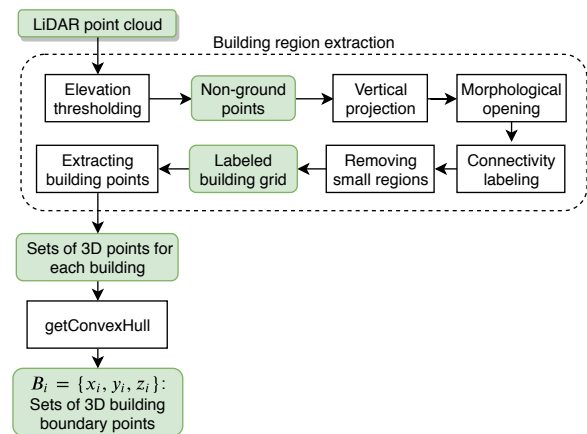 LiDAR point cloud
Building region extraction
Elevation
thresholding
Non-ground
points
Vertical
projection
Morphological
opening
Extracting
building points
Labeled
building grid
Removing
small regions
Connectivity
labeling
Sets of 3D points for
each building
getConvexHull
B_i = {x_i, y_i, z_i}:
Sets of 3D building
boundary points